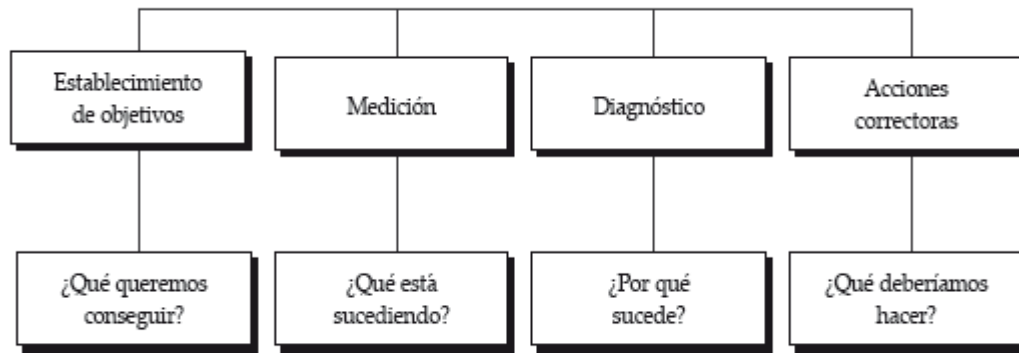 Establecimiento
de objetivos
Medición
Diagnóstico
Acciones
correctoras
¿Qué queremos
conseguir?
¿Qué está
sucediendo?
¿Por qué
sucede?
¿Qué deberíamos
hacer?